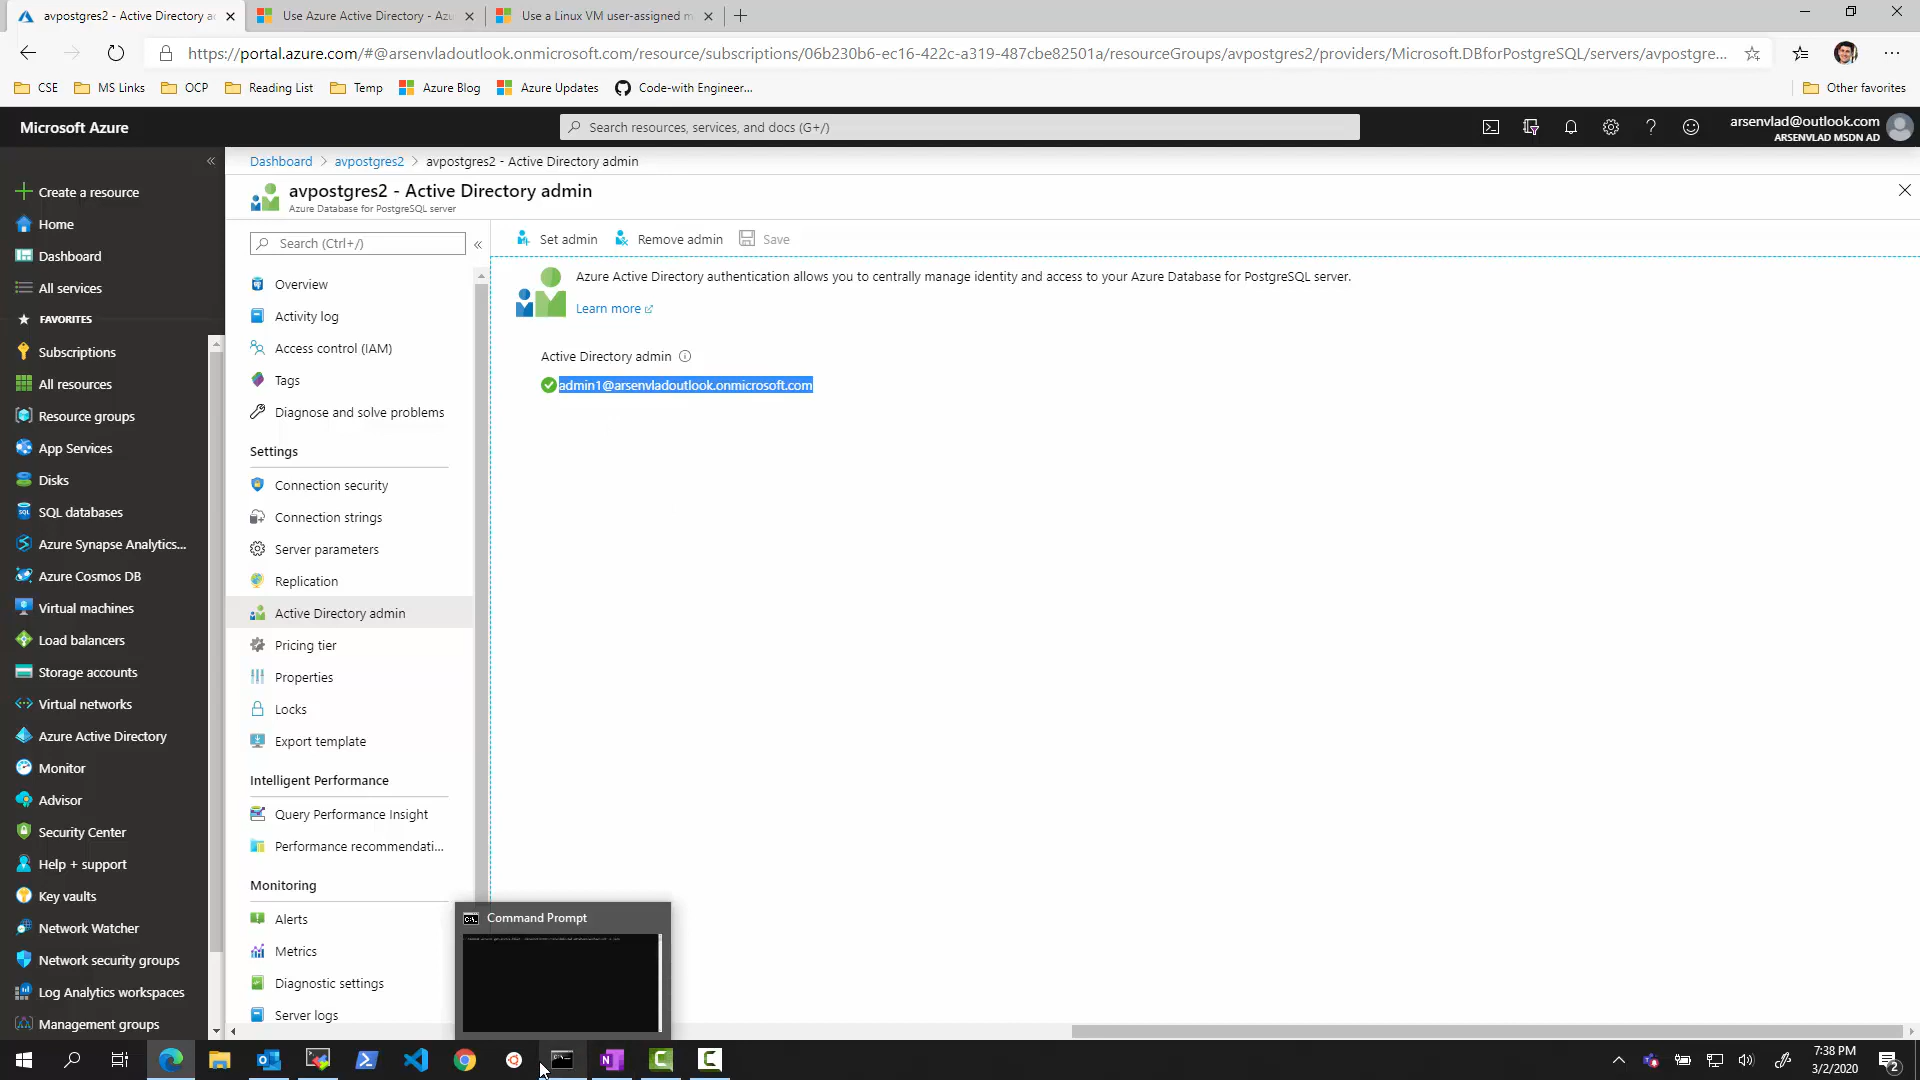 avpostgres2 - Active Directory a
Use Azure Active Directory - Azu
Use a Linux VM user-assigned m
https://portal.azure.com/#@arsenvladoutlook.onmicrosoft.com/resource/subscriptions/06b230b6-ec16-422c-a319-487cbe82501a/resourceGroups/avpostgres2/providers/Microsoft.DBforPostgreSQL/servers/avpostgre...
CSE
MS Links
OCP
Reading List
Temp
Azure Blog
Azure Updates
Code-with Engineer...
Other favorites
Microsoft Azure
Search resources, services, and docs (G+/)
arsenvlad@outlook.com
ARSENVLAD MSDN AD
Create a resource
Home
Dashboard
All services
FAVORITES
Subscriptions
All resources
Resource groups
App Services
Disks
SQL databases
Azure Synapse Analytics...
Azure Cosmos DB
Virtual machines
Load balancers
Storage accounts
Virtual networks
Azure Active Directory
Monitor
Advisor
Security Center
Help + support
Key vaults
Network Watcher
Network security groups
Log Analytics workspaces
Management groups
Dashboard > avpostgres2 > avpostgres2 - Active Directory admin
avpostgres2 - Active Directory admin
Azure Database for PostgreSQL server
Search (Ctrl+/)
Overview
Activity log
Access control (IAM)
Tags
Diagnose and solve problems
Settings
Connection security
Connection strings
Server parameters
Replication
Active Directory admin
Pricing tier
Properties
Locks
Export template
Intelligent Performance
Query Performance Insight
Performance recommendati...
Monitoring
Alerts
Metrics
Diagnostic settings
Server logs
Set admin
Remove admin
Save
Azure Active Directory authentication allows you to centrally manage identity and access to your Azure Database for PostgreSQL server.
Learn more
Active Directory admin
admin1@arsenvladoutlook.onmicrosoft.com
Command Prompt
7:38 PM
3/2/2020
2